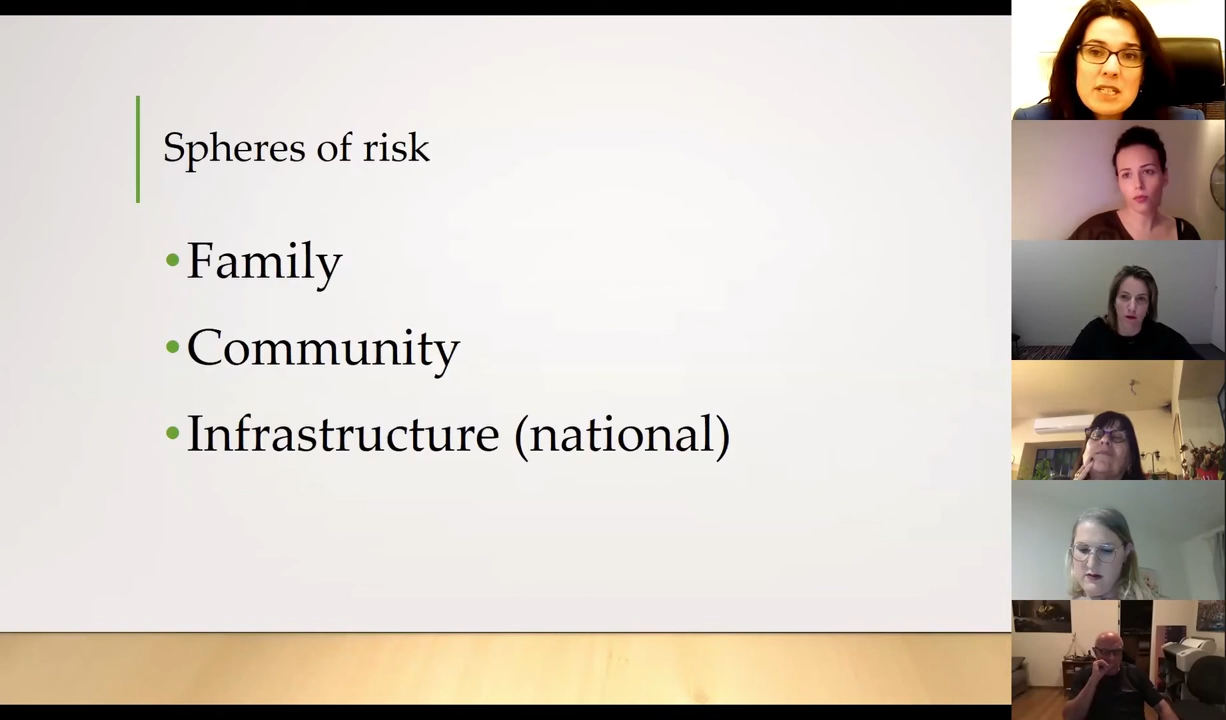 Spheres of risk
•Family
•Community
•Infrastructure (national)